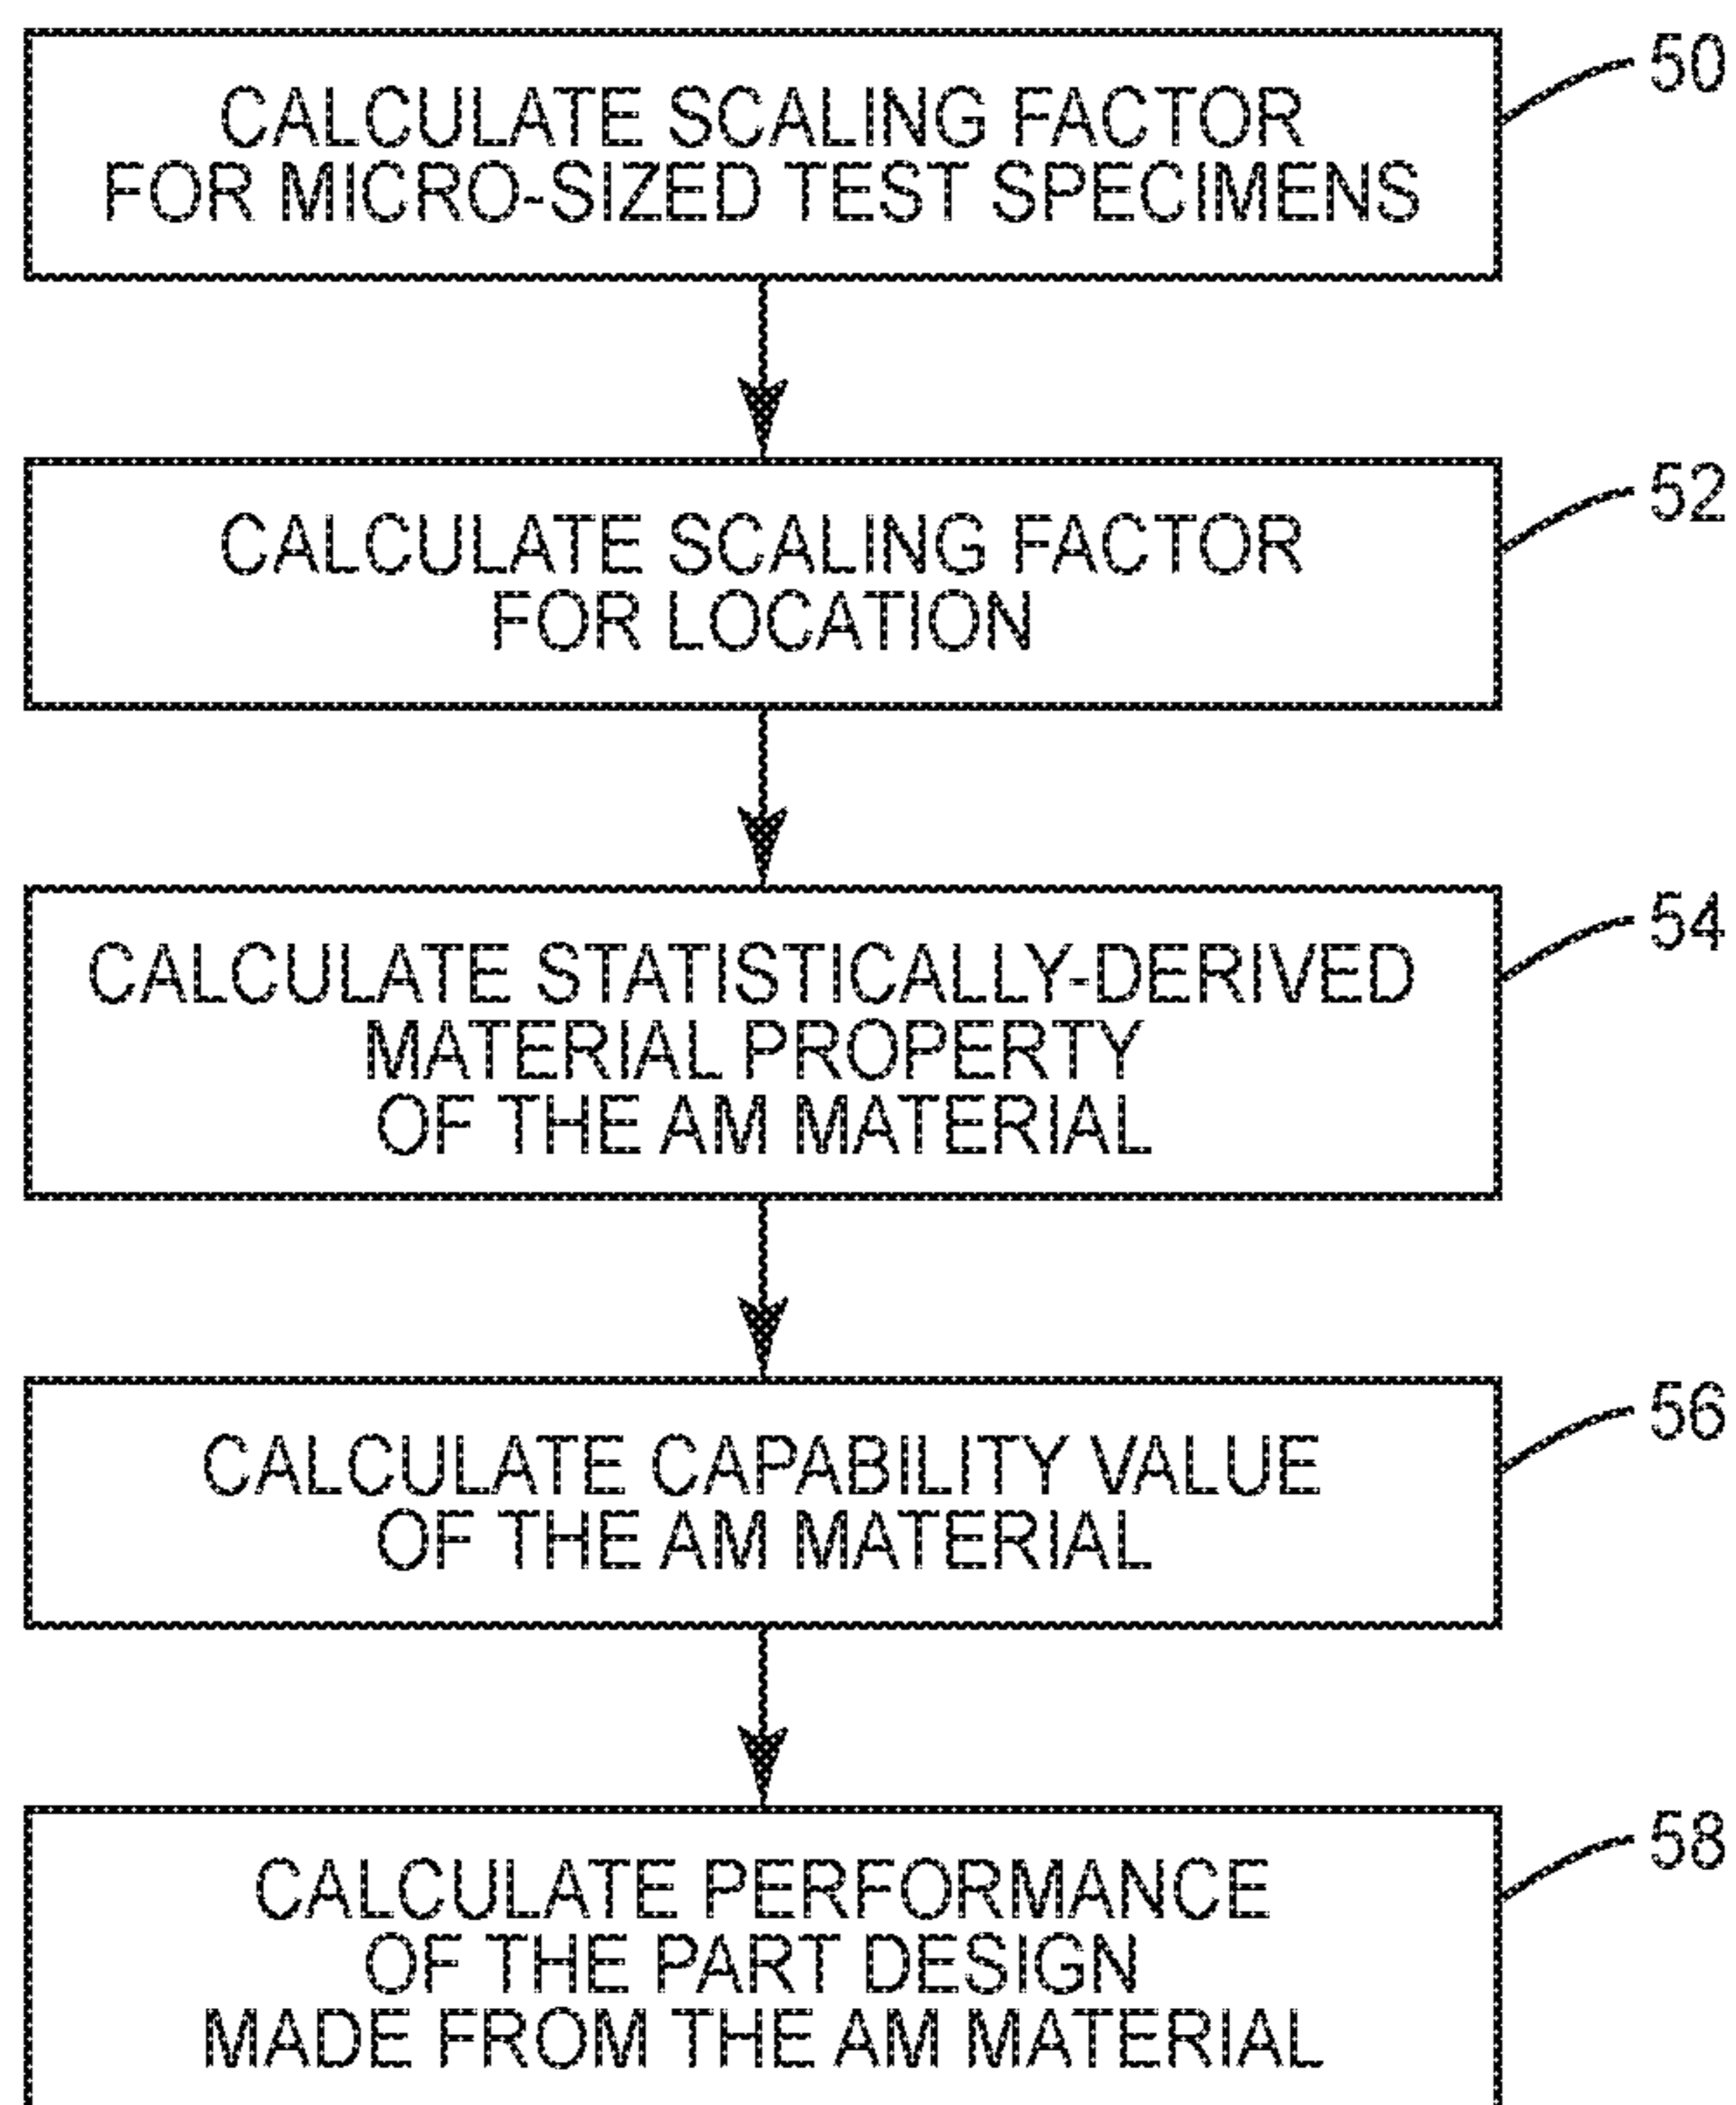 CALCULATE SCALING FACTOR
FOR MICRO-SIZED TEST SPECIMENS
50
CALCULATE SCALING FACTOR
FOR LOCATION
52
CALCULATE STATISTICALLY-DERIVED
MATERIAL PROPERTY
OF THE AM MATERIAL
54
CALCULATE CAPABILITY VALUE
OF THE AM MATERIAL
56
CALCULATE PERFORMANCE
OF THE PART DESIGN
MADE FROM THE AM MATERIAL
58